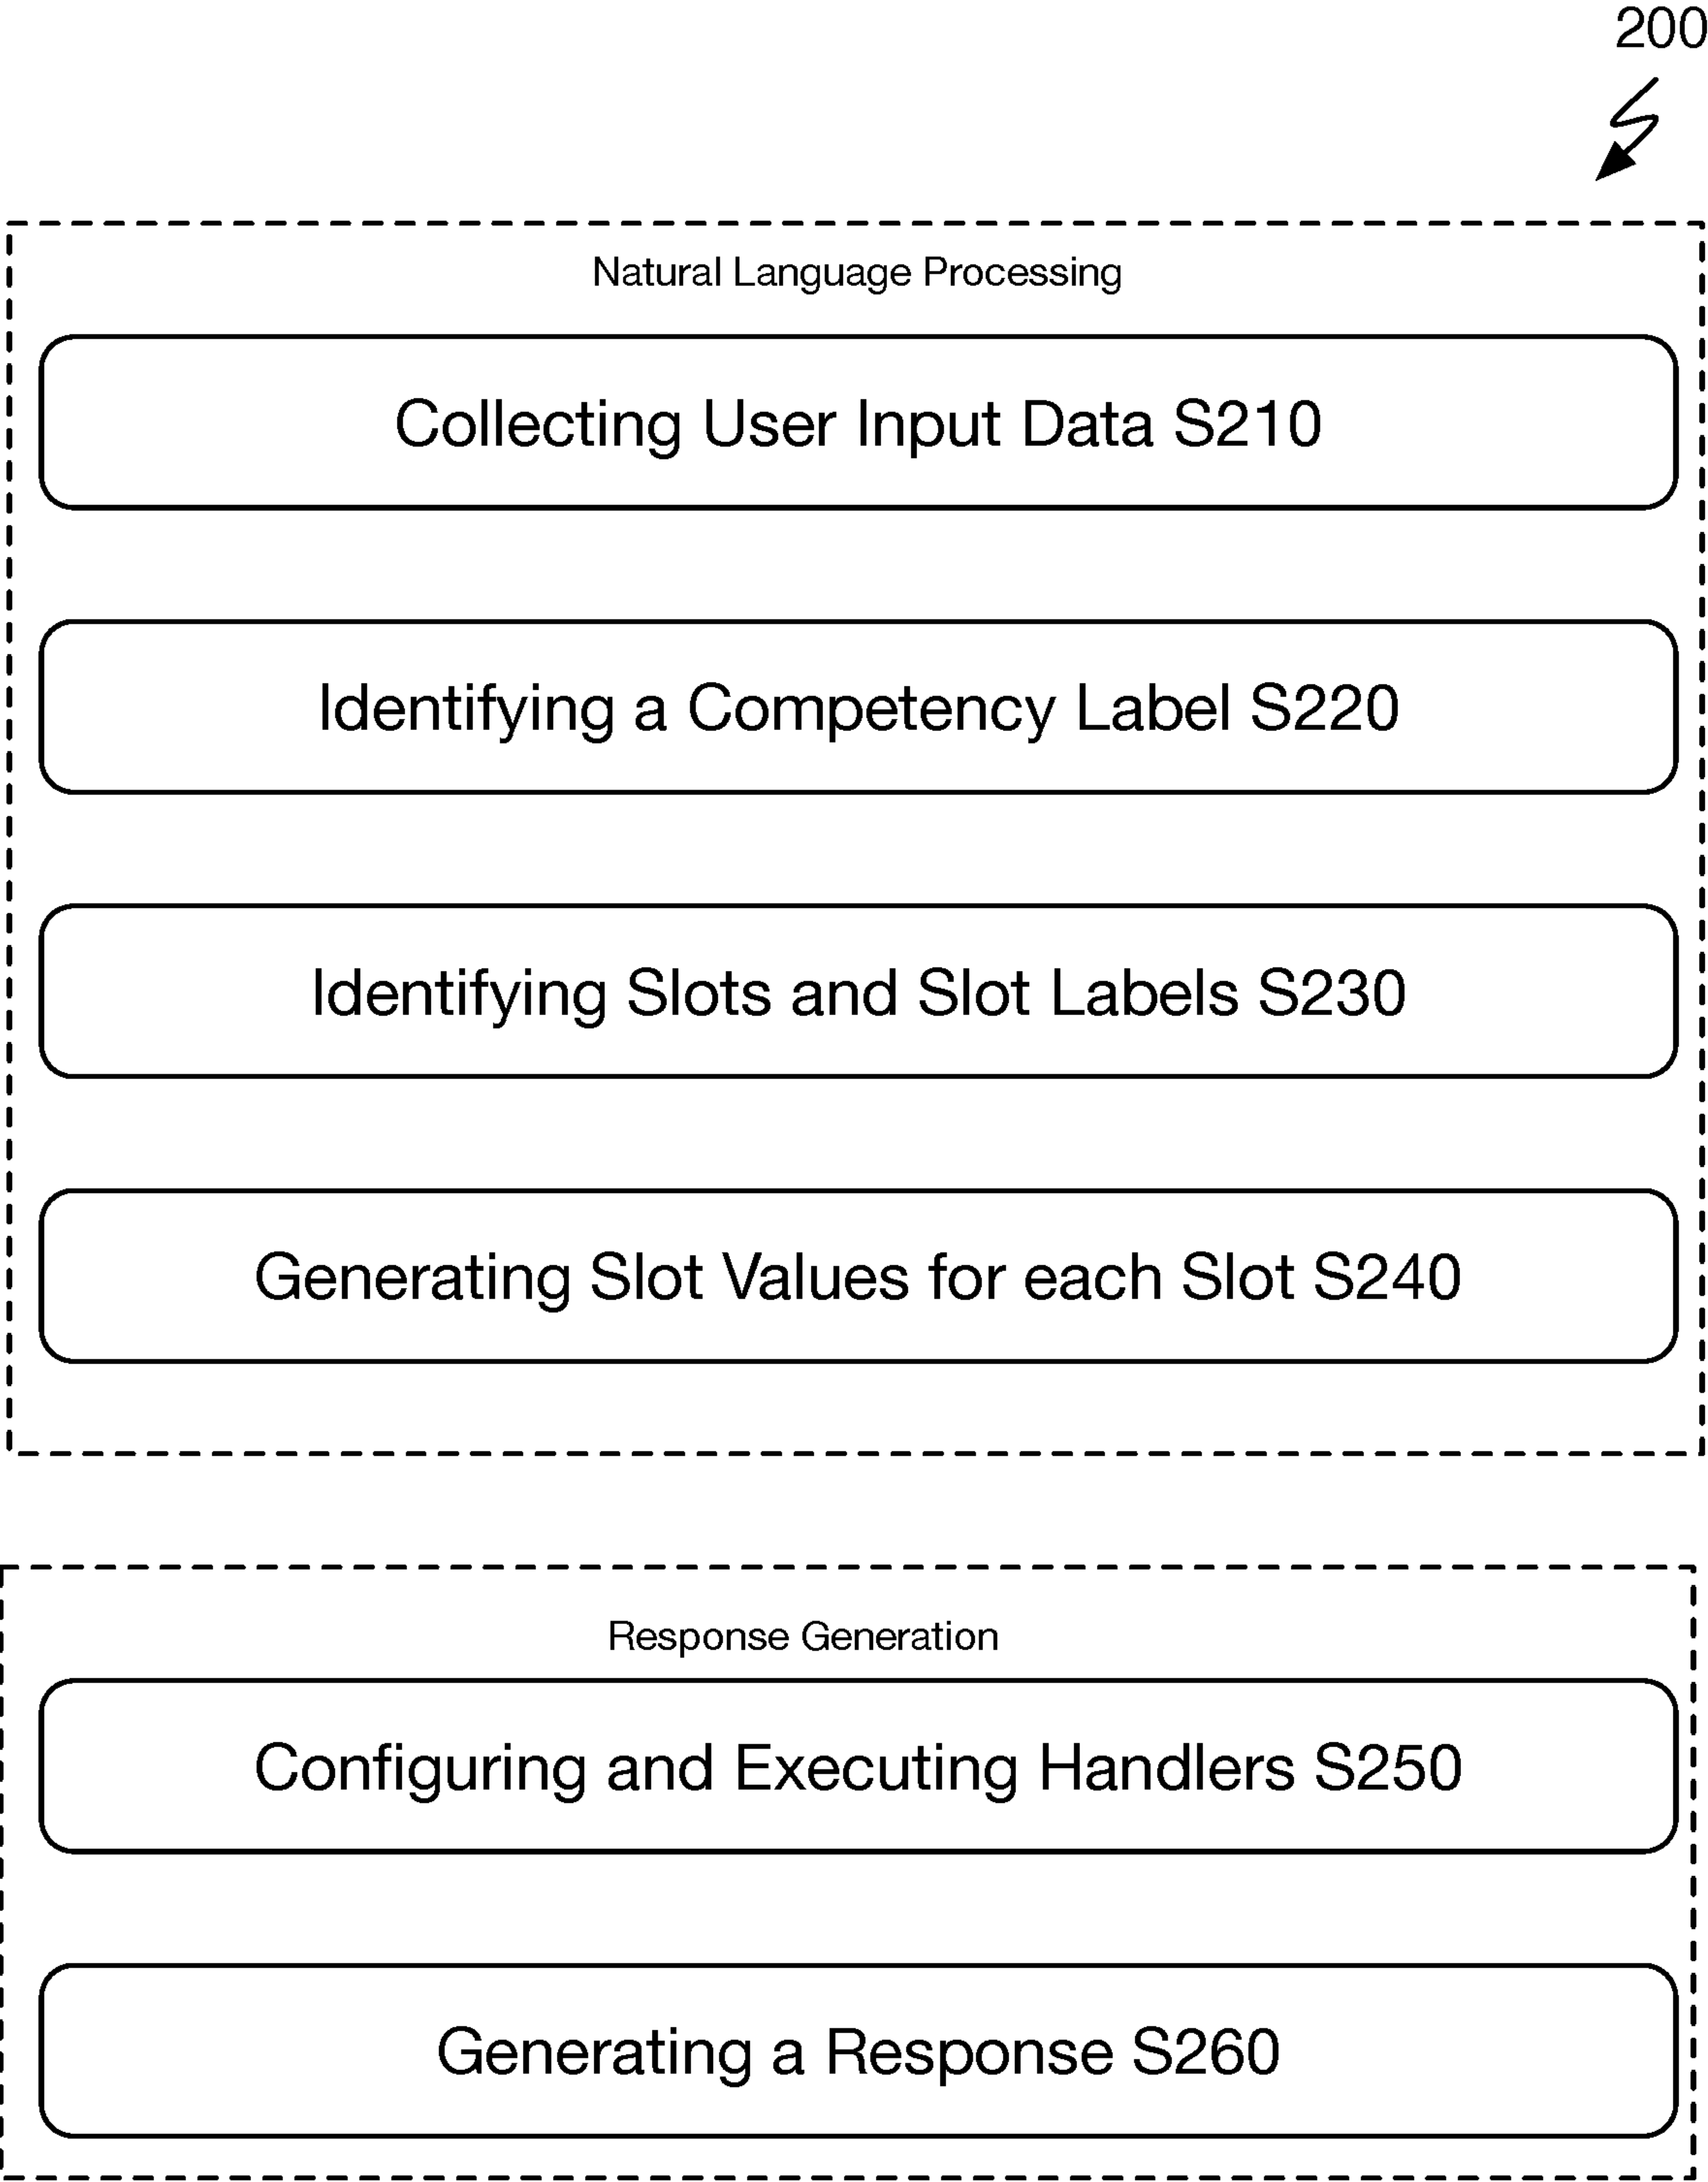 200
Natural Language Processing
Collecting User Input Data S210
Identifying a Competency Label S220
Identifying Slots and Slot Labels S230
Generating Slot Values for each Slot S240
Response Generation
Configuring and Executing Handlers S250
Generating a Response S260